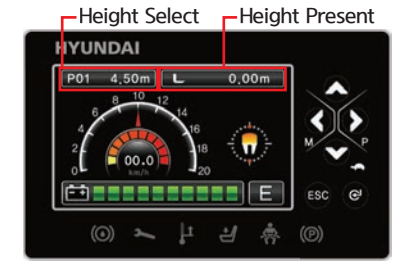 Height Select Height Present
HYUNDAI
P01 4,50m L 0,00m
0 2 4 6 8 10 12 14 16 18 20
00.0
km/h
- +
E
M P
ESC
(P)